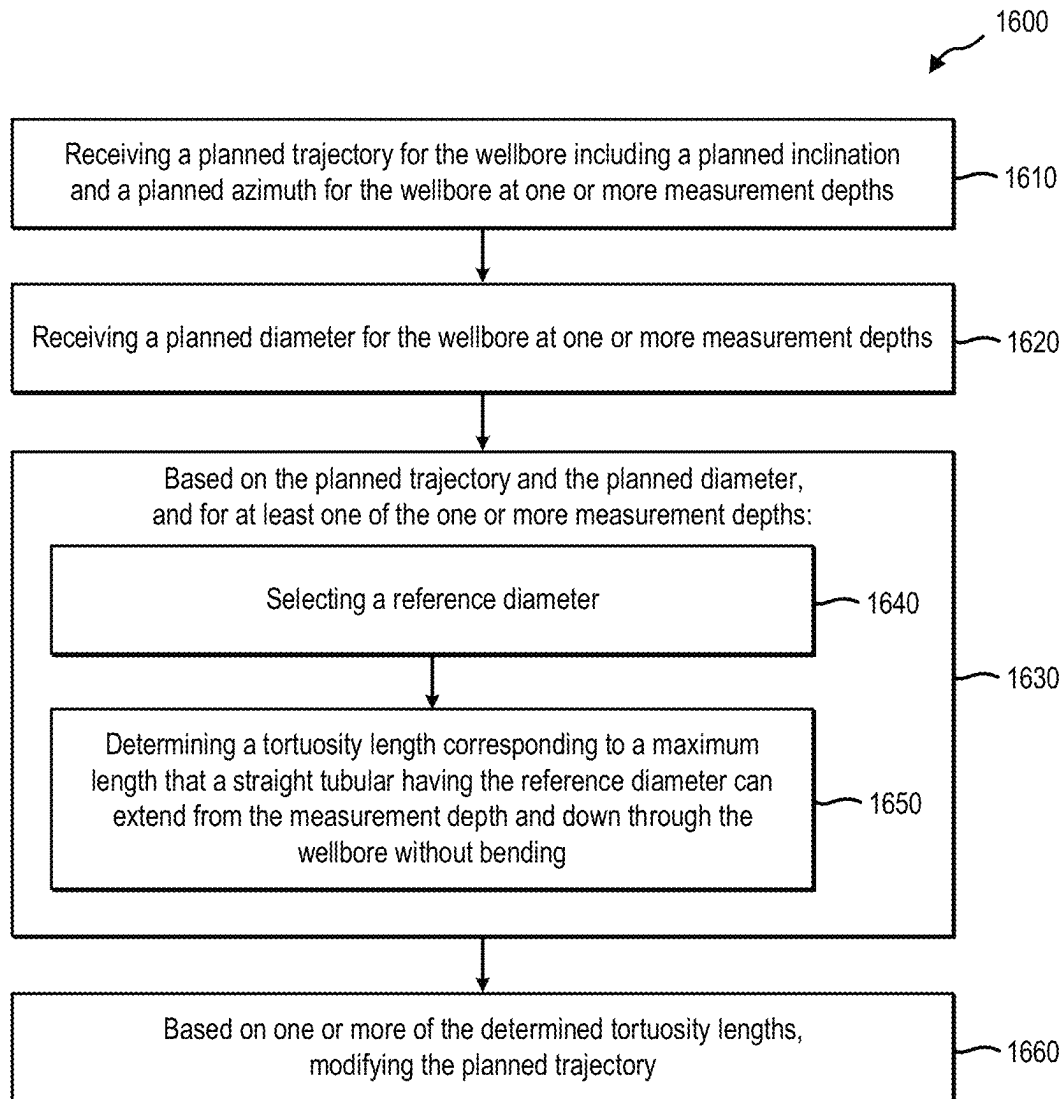 1600
Receiving a planned trajectory for the wellbore including a planned inclination
and a planned azimuth for the wellbore at one or more measurement depths
1610
Receiving a planned diameter for the wellbore at one or more measurement depths
1620
Based on the planned trajectory and the planned diameter,
and for at least one of the one or more measurement depths:
Selecting a reference diameter
1640
1630
Determining a tortuosity length corresponding to a maximum
length that a straight tubular having the reference diameter can
extend from the measurement depth and down through the
wellbore without bending
1650
Based on one or more of the determined tortuosity lengths,
modifying the planned trajectory
1660